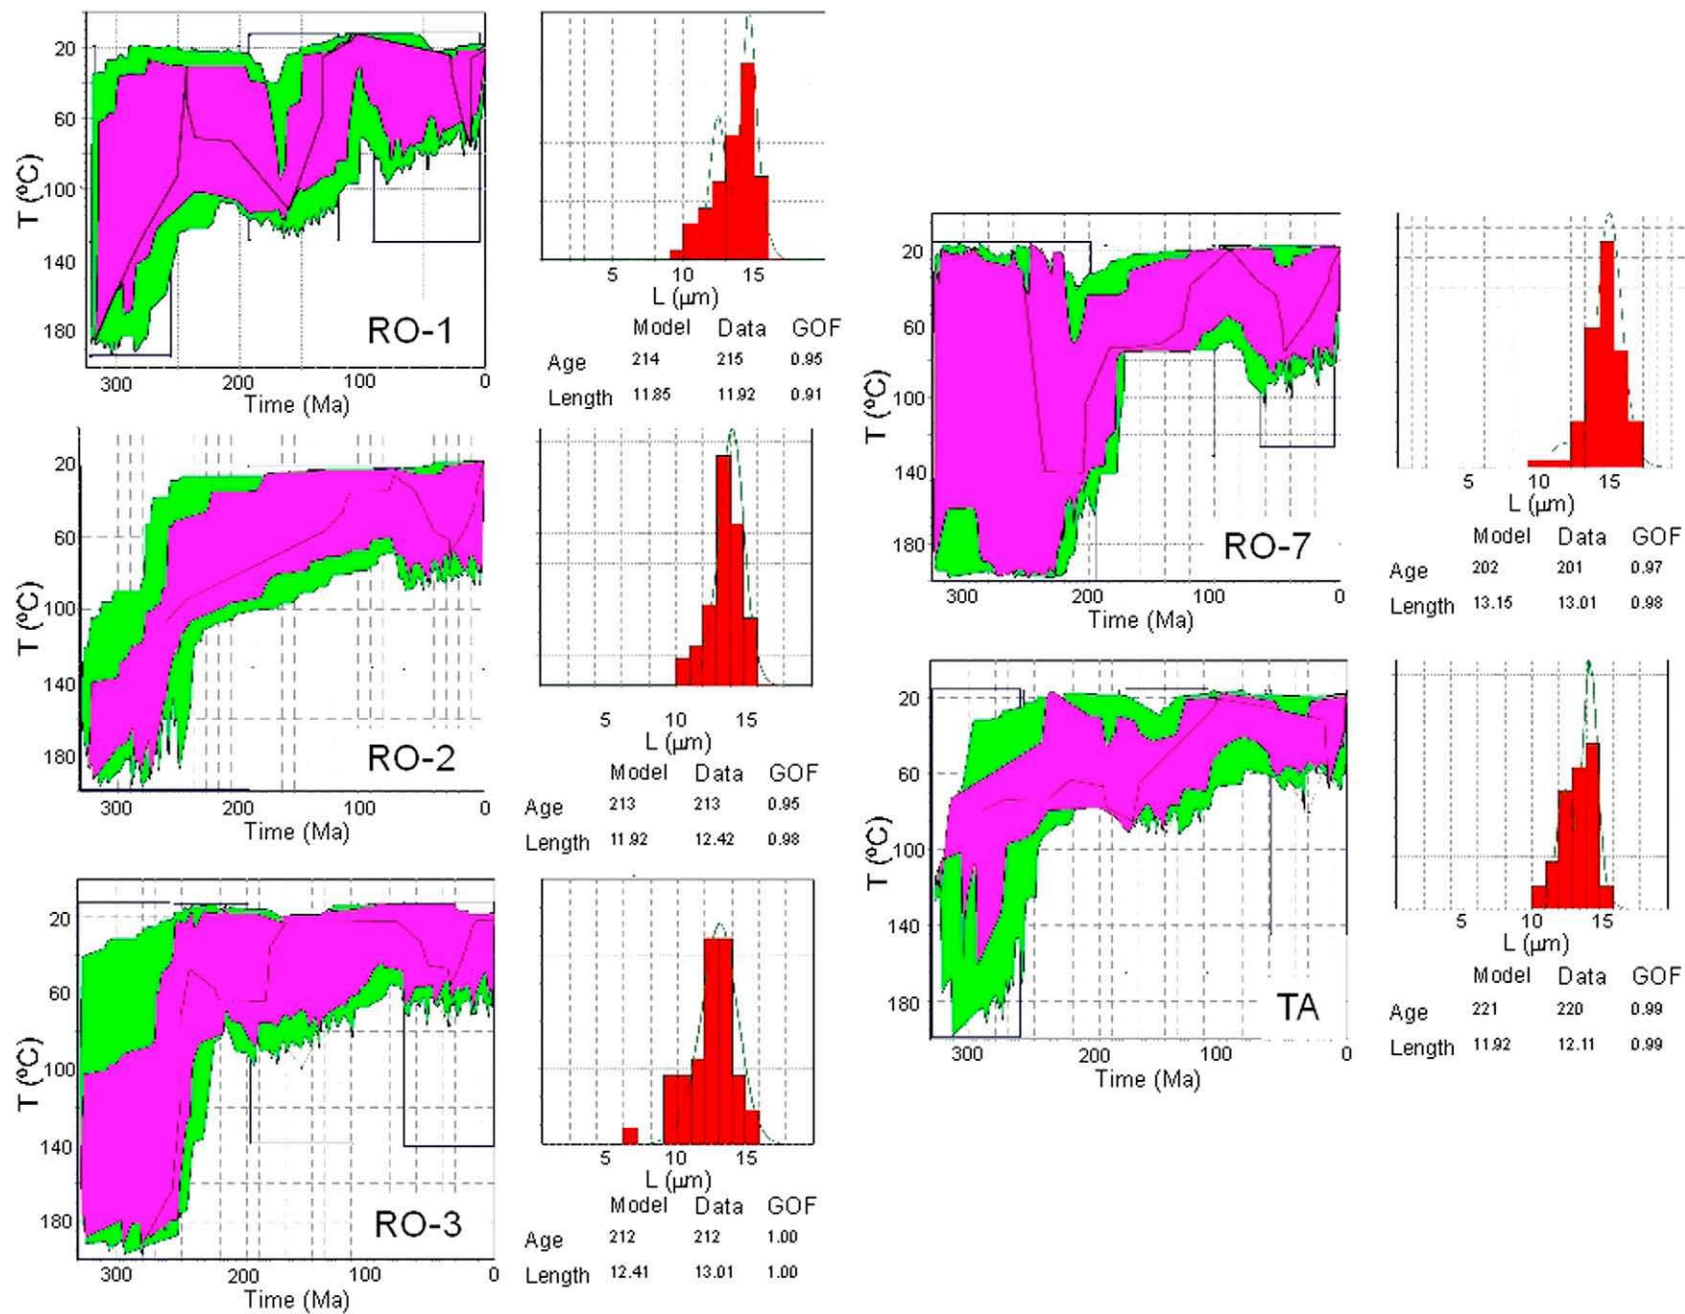 20
60
100
140
180
T (ºC)
RO-1
300
200
100
0
Time (Ma)
5
10
15
L (µm)
Model Data GOF
Age 214 215 0.95
Length 11.85 11.92 0.91
20
60
100
140
180
T (ºC)
RO-2
300
200
100
0
Time (Ma)
5
10
15
L (µm)
Model Data GOF
Age 213 213 0.95
Length 11.92 12.42 0.98
20
60
100
140
180
T (ºC)
RO-3
300
200
100
0
Time (Ma)
5
10
15
L (µm)
Model Data GOF
Age 212 212 1.00
Length 12.41 13.01 1.00
20
60
100
140
180
T (ºC)
RO-7
300
200
100
0
Time (Ma)
5
10
15
L (µm)
Model Data GOF
Age 202 201 0.97
Length 13.15 13.01 0.98
20
60
100
140
180
T (ºC)
TA
300
200
100
0
Time (Ma)
5
10
15
L (µm)
Model Data GOF
Age 221 220 0.99
Length 11.92 12.11 0.99